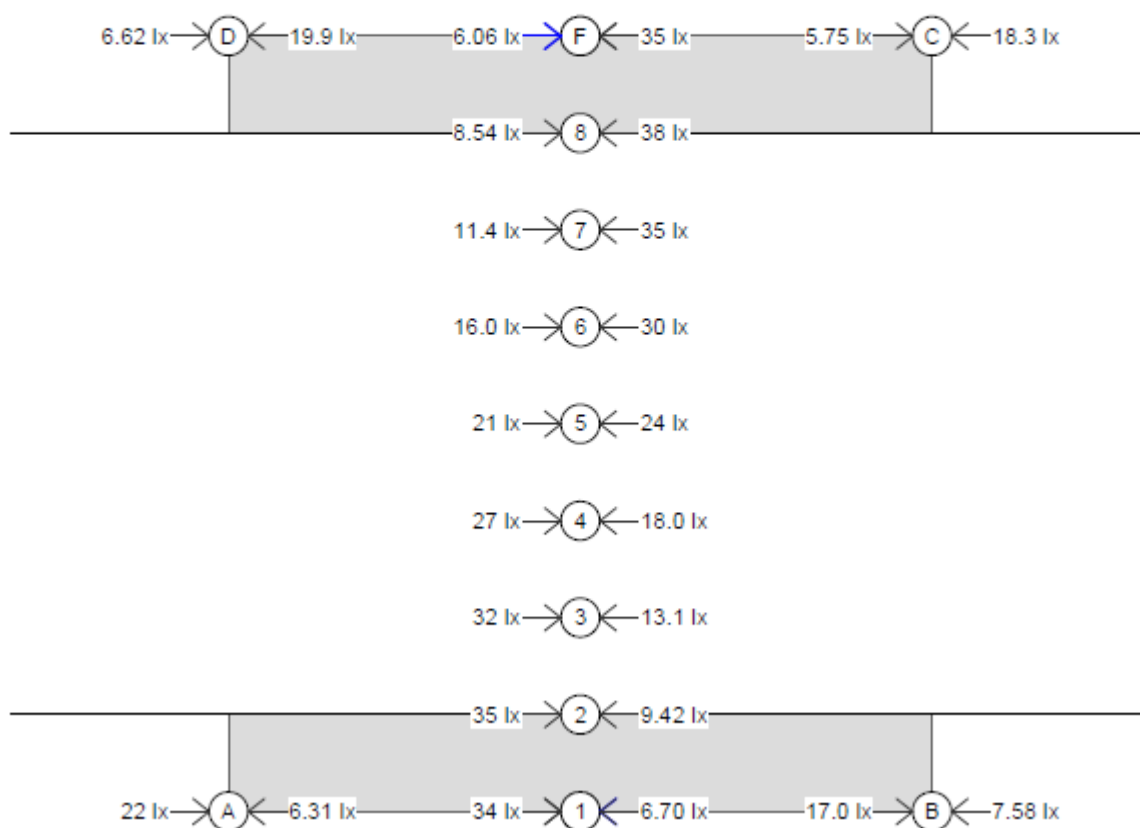 6.62 lx D 19.9 lx 6.06 lx F 35 lx 5.75 lx C 18.3 lx
8.54 lx 8 38 lx
11.4 lx 7 35 lx
16.0 lx 6 30 lx
21 lx 5 24 lx
27 lx 4 18.0 lx
32 lx 3 13.1 lx
35 lx 2 9.42 lx
22 lx A 6.31 lx 34 lx 1 6.70 lx 17.0 lx B 7.58 lx